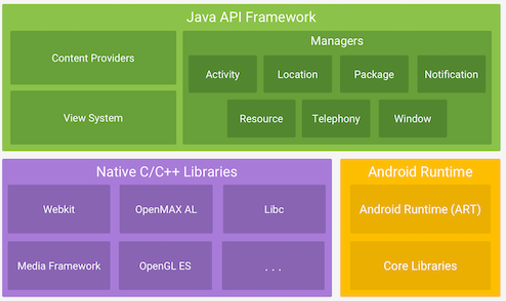 Java API Framework
Content Providers
View System
Managers
Activity
Location
Package
Notification
Resource
Telephony
Window
Native C/C++ Libraries
Webkit
OpenMAX AL
Libc
Media Framework
OpenGL ES
...
Android Runtime
Android Runtime (ART)
Core Libraries